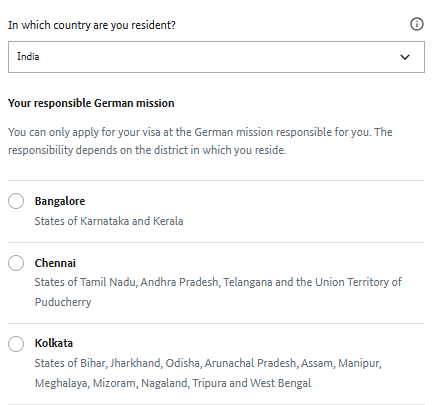 In which country are you resident?
India
Your responsible German mission
You can only apply for your visa at the German mission responsible for you. The
responsibility depends on the district in which you reside.
Bangalore
States of Karnataka and Kerala
Chennai
States of Tamil Nadu, Andhra Pradesh, Telangana and the Union Territory of
Puducherry
Kolkata
States of Bihar, Jharkhand, Odisha, Arunachal Pradesh, Assam, Manipur,
Meghalaya, Mizoram, Nagaland, Tripura and West Bengal